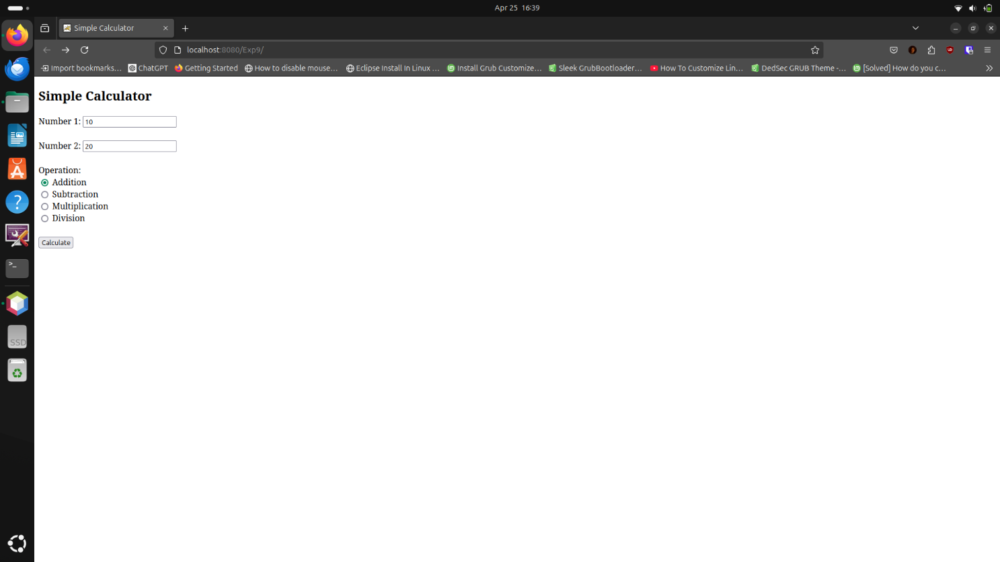 Apr 25 16:39
Simple Calculator
localhost:8080/Exp9/
Import bookmarks... ChatGPT Getting Started How to disable mouse... Eclipse Install In Linux ... Install Grub Customize... Sleek GrubBootloader... How To Customize Lin... DedSec GRUB Theme -... [Solved] How do you c...
Simple Calculator
Number 1: 10
Number 2: 20
Operation:
Addition
Subtraction
Multiplication
Division
Calculate
>_
?
SSD